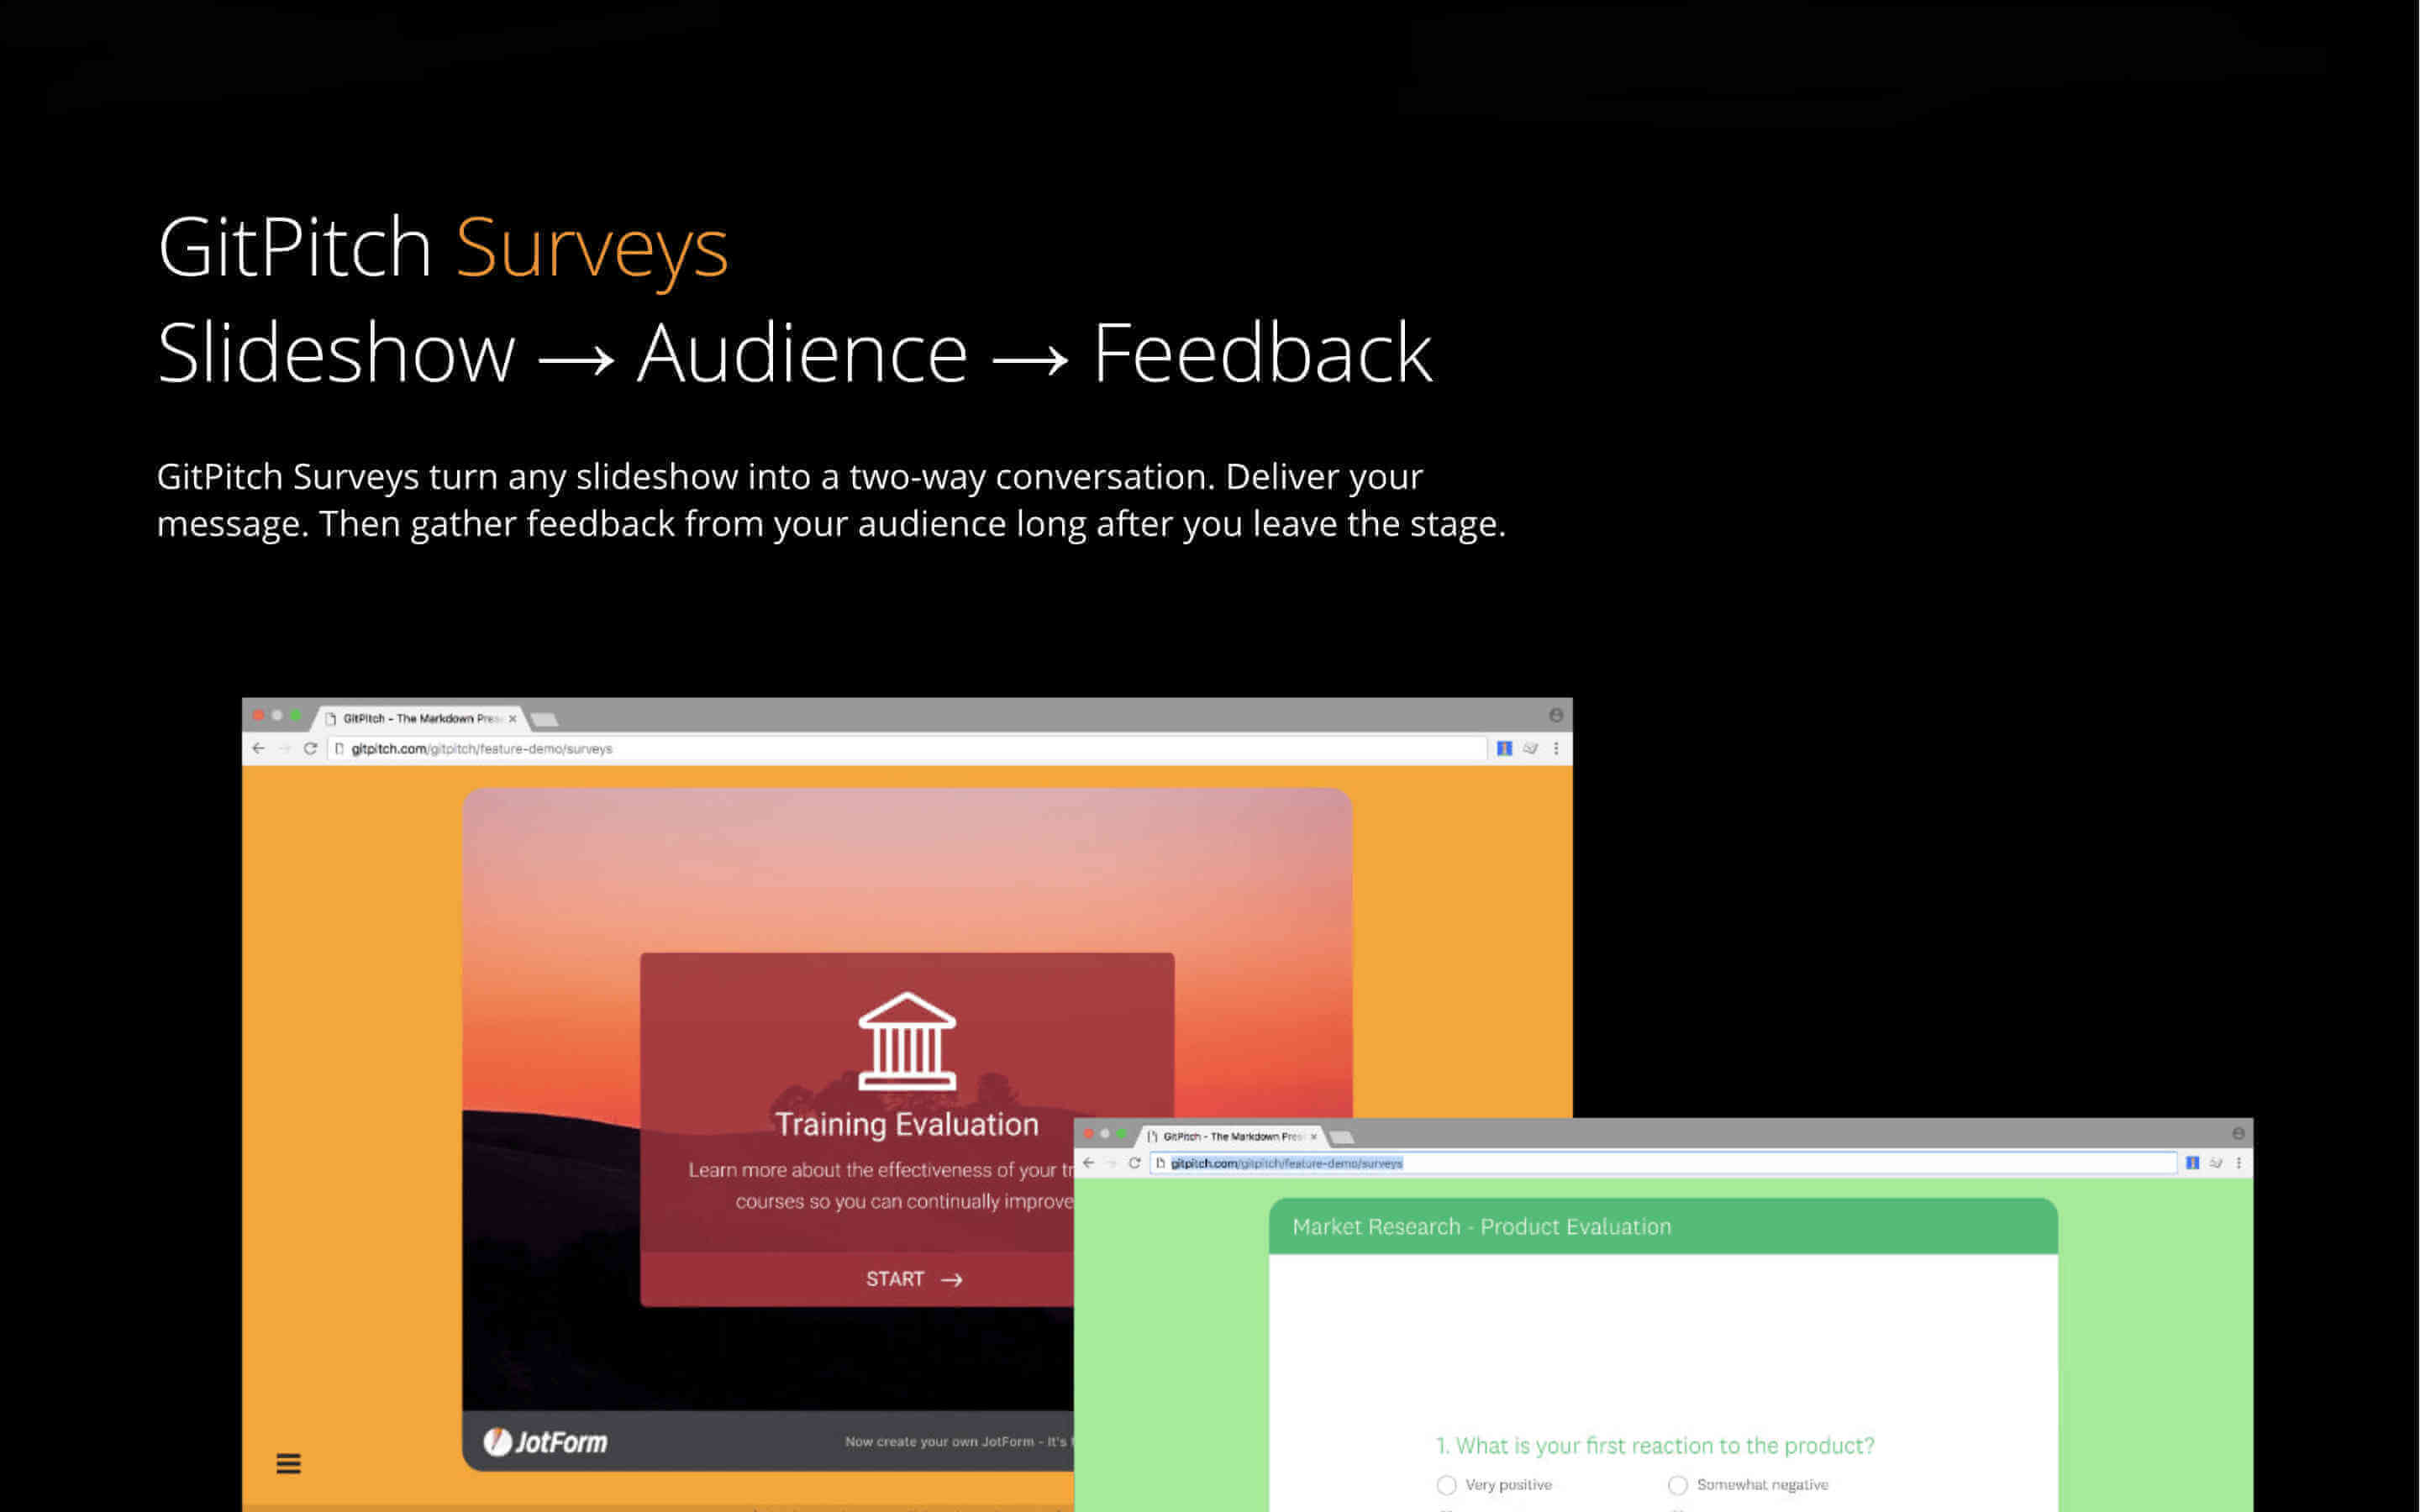 GitPitch Surveys
Slideshow → Audience → Feedback
GitPitch Surveys turn any slideshow into a two-way conversation. Deliver your
message. Then gather feedback from your audience long after you leave the stage.
GitPitch - The Markdown Pres
gitpitch.com/gitpitch/feature-demo/surveys
Training Evaluation
Learn more about the effectiveness of your tr
courses so you can continually improve
START →
JotForm
Now create your own JotForm - It's
GitPitch - The Markdown Pres
gitpitch.com/gitpitch/feature-demo/surveys
Market Research - Product Evaluation
1. What is your first reaction to the product?
Very positive
Somewhat negative